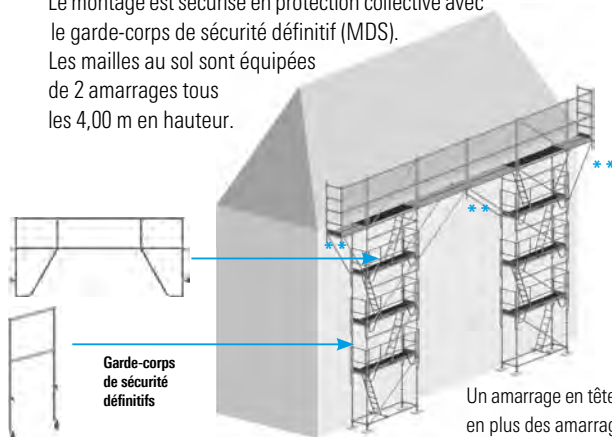 Le montage est sécurisé en protection collective avec
le garde-corps de sécurité définitif (MDS).
Les mailles au sol sont équipées
de 2 amarrages tous
les 4,00 m en hauteur.
**
**
**
Garde-corps
de sécurité
définitifs
Un amarrage en tête
en plus des amarrag